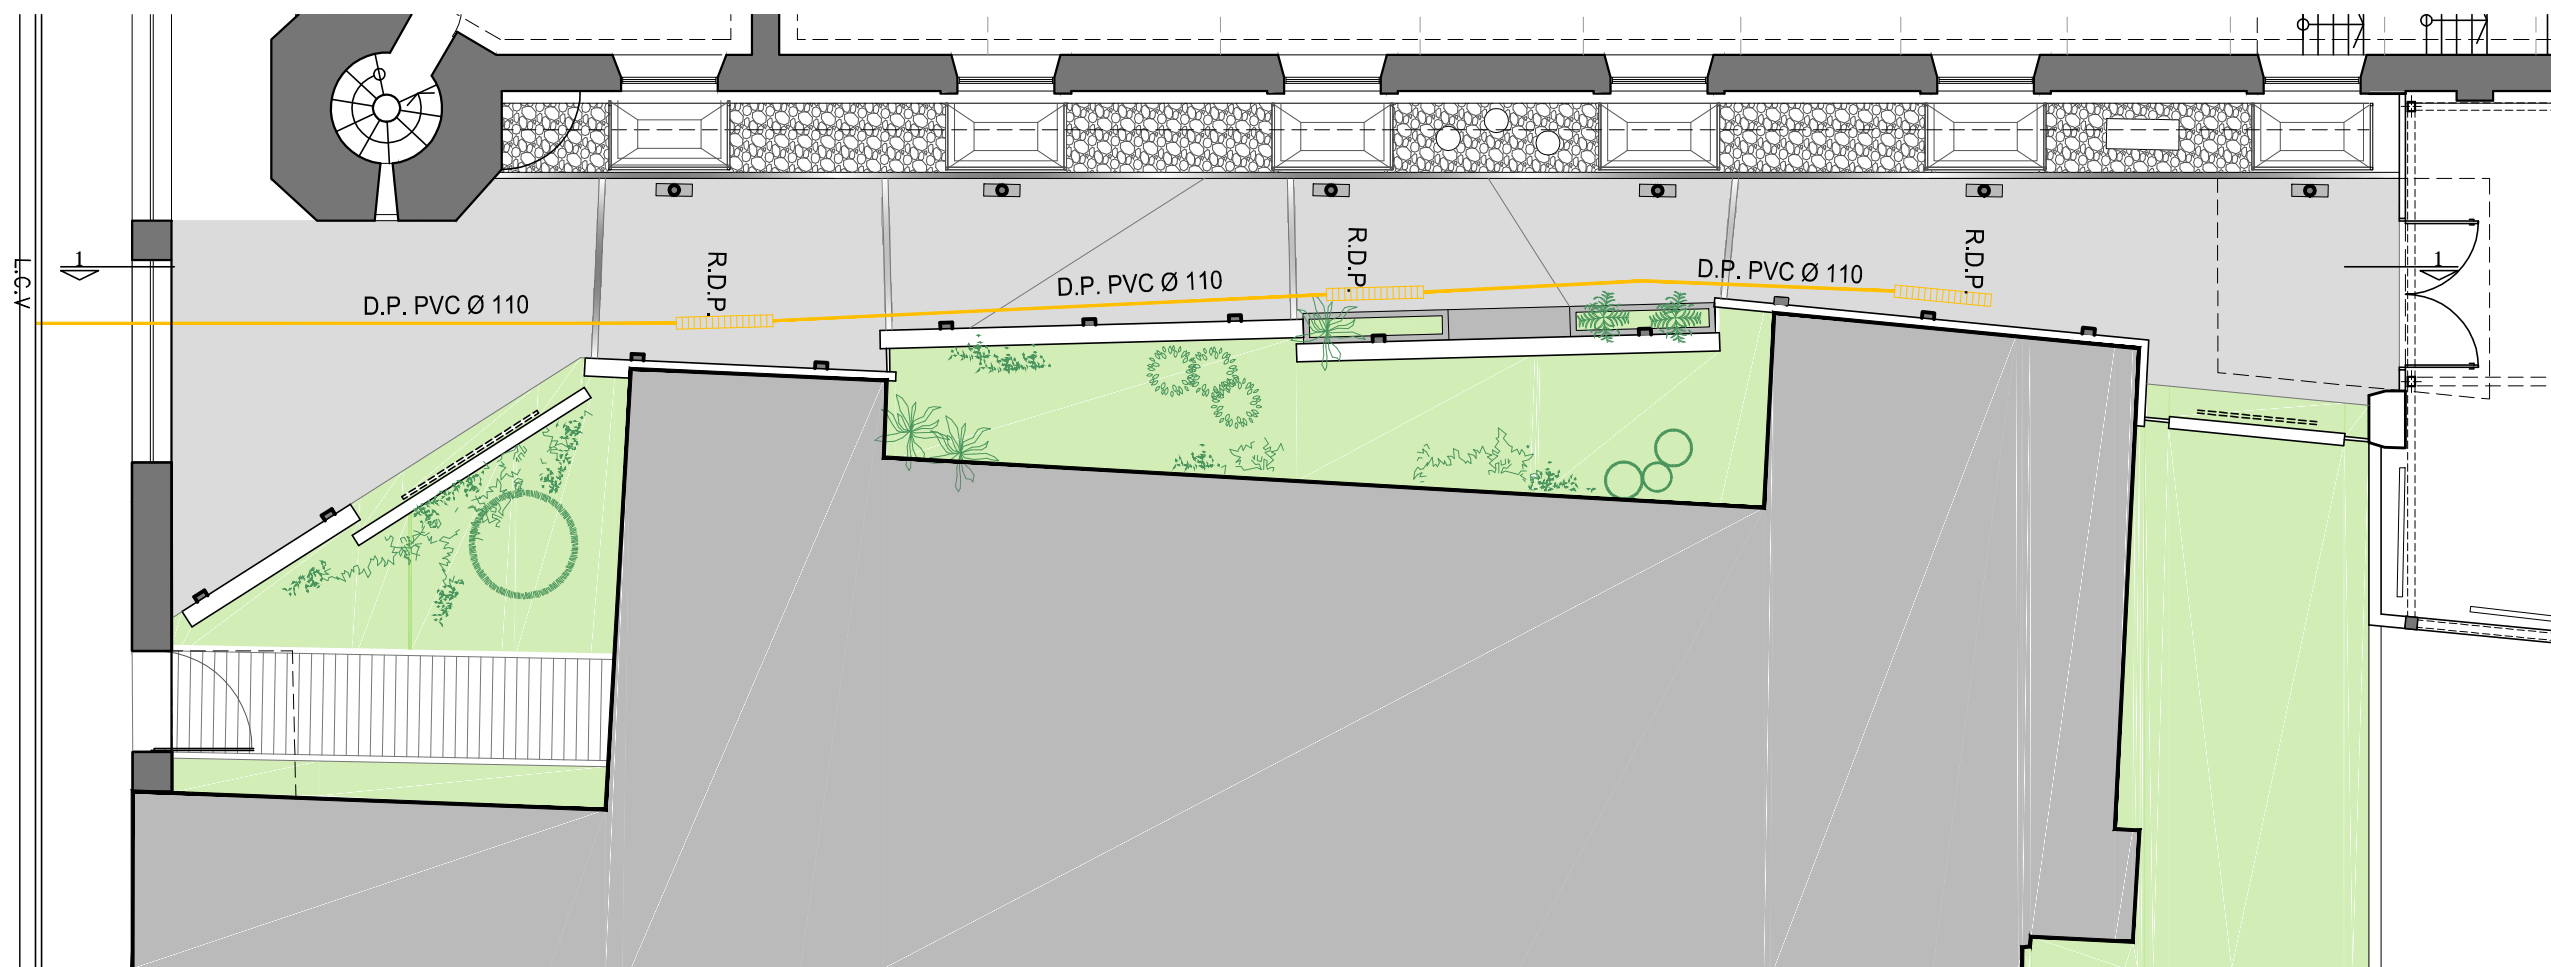 L.C.V
1
D.P. PVC Ø 110
R.D.P.
D.P. PVC Ø 110
R.D.P.
D.P. PVC Ø 110
R.D.P.
1